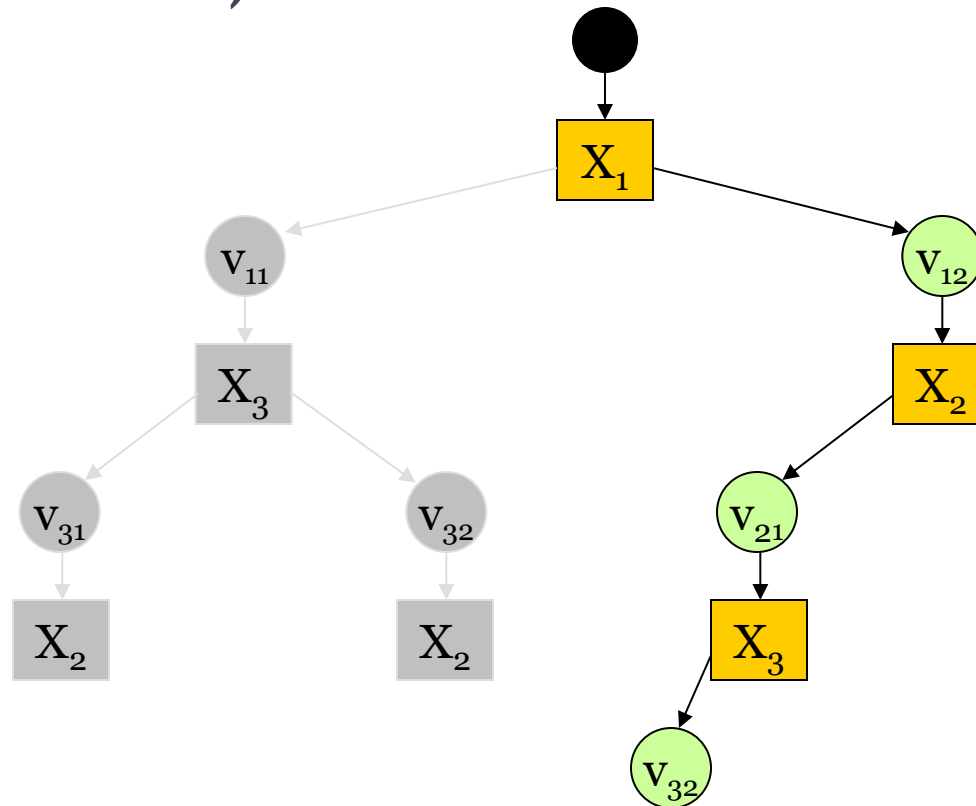 X₁
v₁₁ v₁₂
X₃ X₂
v₃₁ v₃₂ v₂₁
X₂ X₂ X₃
v₃₂